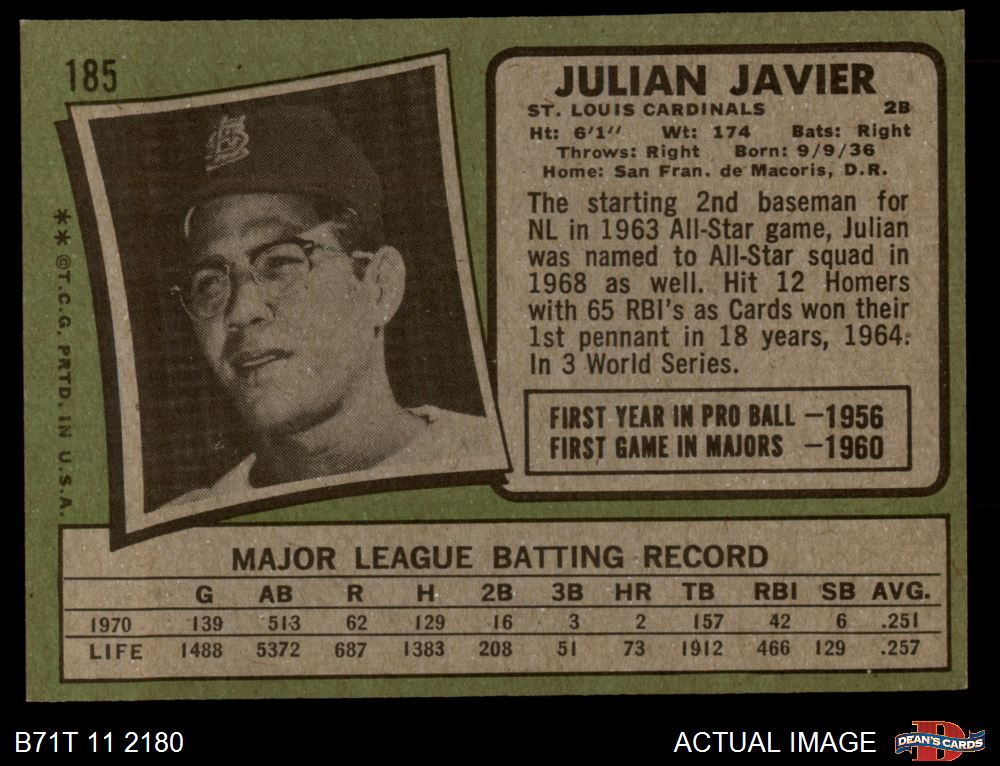 185
JULIAN JAVIER
ST. LOUIS CARDINALS 2B
Ht: 6'1" Wt: 174 Bats: Right
Throws: Right Born: 9/9/36
Home: San Fran. de Macoris, D.R.
The starting 2nd baseman for
NL in 1963 All-Star game, Julian
was named to All-Star squad in
1968 as well. Hit 12 Homers
with 65 RBI's as Cards won their
1st pennant in 18 years, 1964.
In 3 World Series.
FIRST YEAR IN PRO BALL —1956
FIRST GAME IN MAJORS —1960
StL
** ©T.C.G. PRTD. IN U.S.A.
MAJOR LEAGUE BATTING RECORD
G AB R H 2B 3B HR TB RBI SB AVG.
1970 139 513 62 129 16 3 2 157 42 6 .251
LIFE 1488 5372 687 1383 208 51 73 1912 466 129 .257
B71T 11 2180
ACTUAL IMAGE
D
DEAN'S CARDS